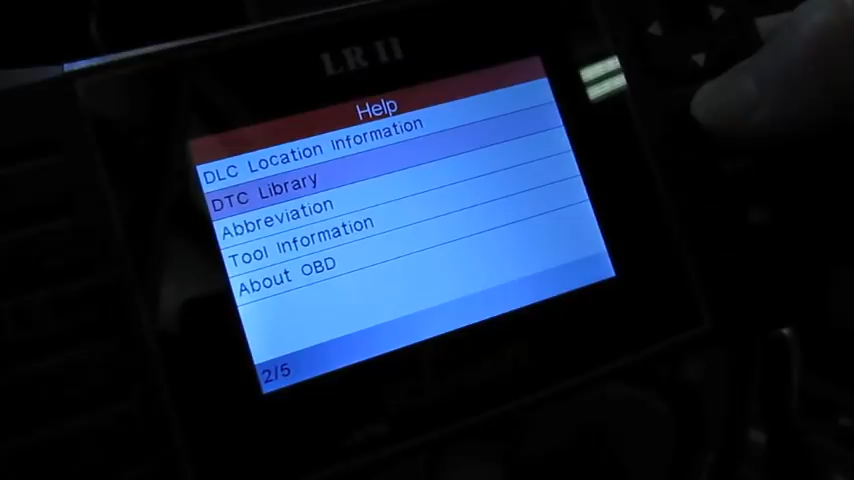 LR II
Help
DLC Location Information
DTC Library
Abbreviation
Tool Information
About OBD
2/5